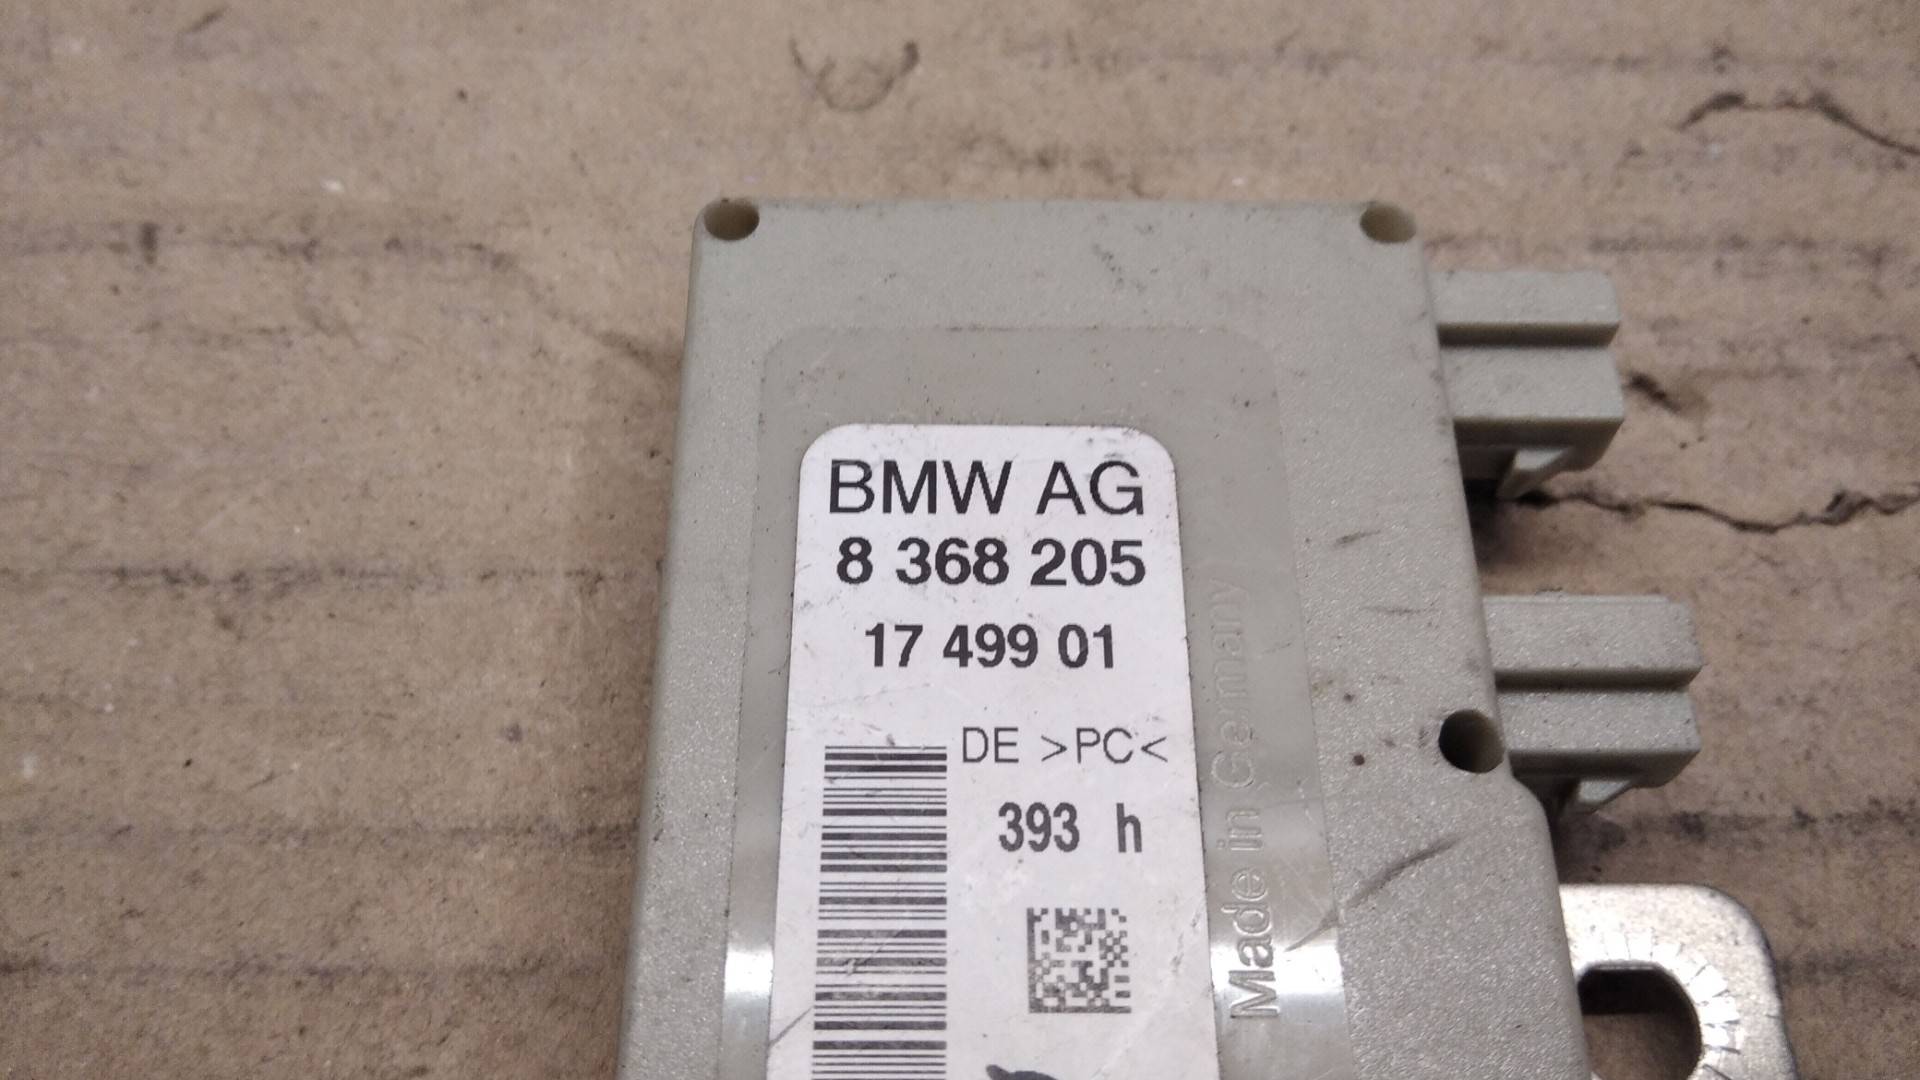 BMW AG
8 368 205
17 499 01
DE >PC<
393 h
Made in Germany